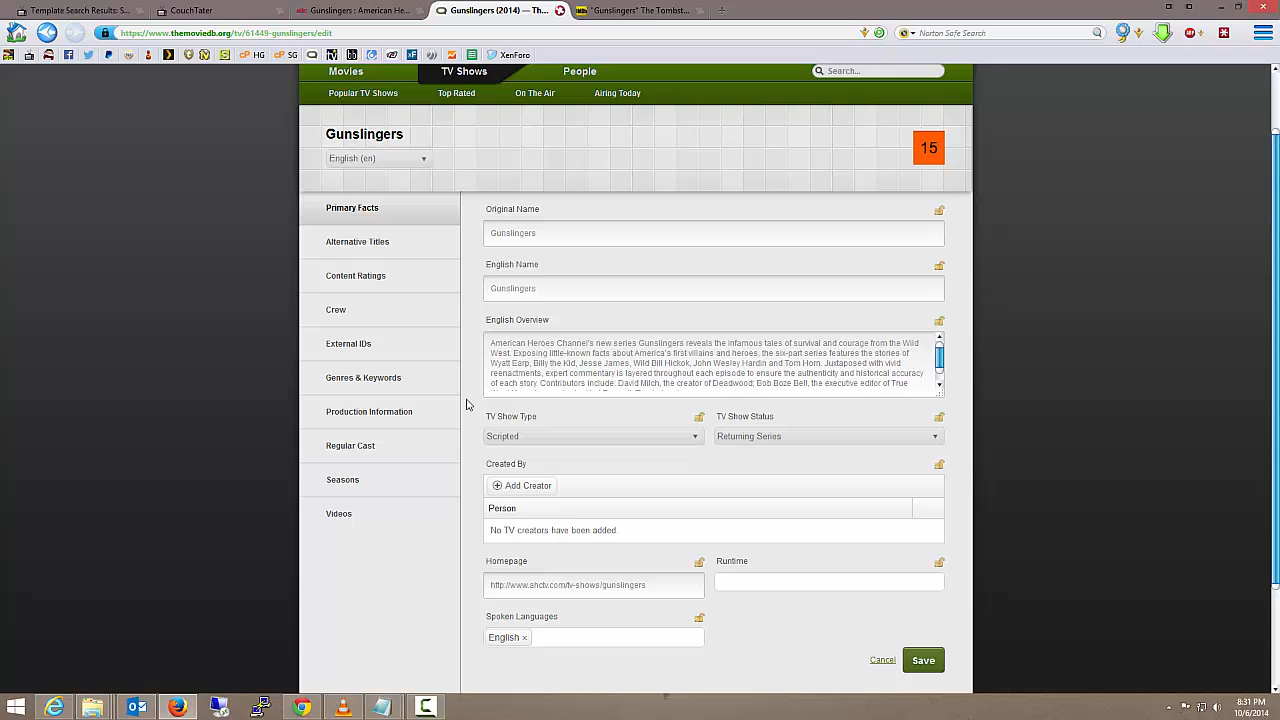 Template Search Results: S...
CouchTater
Gunslingers : American He...
Gunslingers (2014) — Th...
"Gunslingers" The Tombst...
https://www.themoviedb.org/tv/61449-gunslingers/edit
Norton Safe Search
HG
SG
XenForo
Movies
TV Shows
People
Search...
Popular TV Shows
Top Rated
On The Air
Airing Today
Gunslingers
English (en)
15
Primary Facts
Alternative Titles
Content Ratings
Crew
External IDs
Genres & Keywords
Production Information
Regular Cast
Seasons
Videos
Original Name
Gunslingers
English Name
Gunslingers
English Overview
American Heroes Channel's new series Gunslingers reveals the infamous tales of survival and courage from the Wild
West. Exposing little-known facts about America's first villains and heroes, the six-part series features the stories of
Wyatt Earp, Billy the Kid, Jesse James, Wild Bill Hickok, John Wesley Hardin and Tom Horn. Juxtaposed with vivid
reenactments, expert commentary is layered throughout each episode to ensure the authenticity and historical accuracy
of each story. Contributors include: David Milch, the creator of Deadwood; Bob Boze Bell, the executive editor of True
TV Show Type
TV Show Status
Scripted
Returning Series
Created By
Add Creator
Person
No TV creators have been added.
Homepage
Runtime
http://www.ahctv.com/tv-shows/gunslingers
Spoken Languages
English ×
Cancel
Save
8:31 PM
10/6/2014